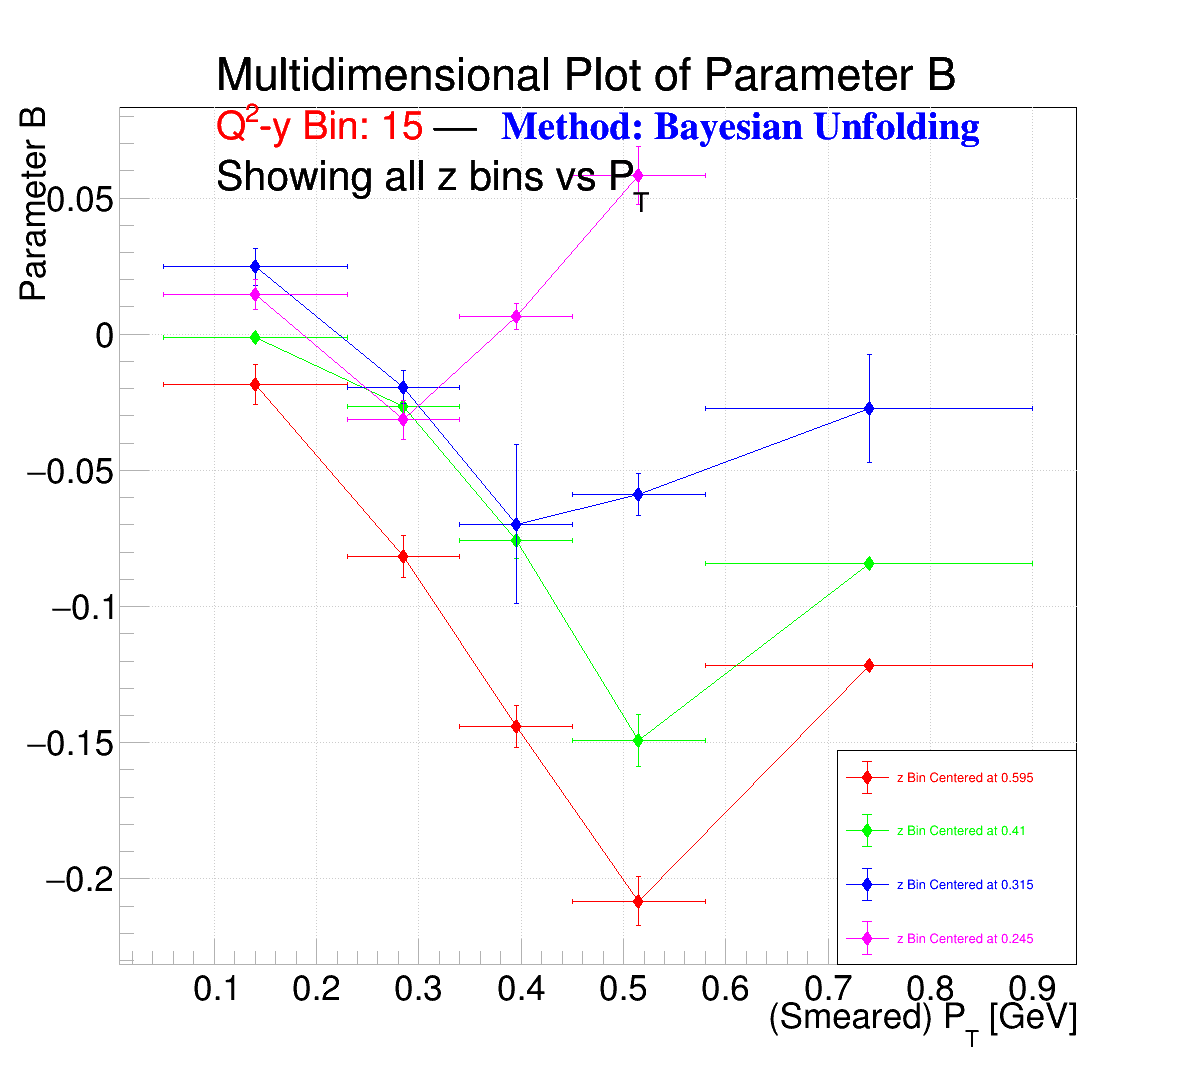 Multidimensional Plot of Parameter B
Q²-y Bin: 15 — Method: Bayesian Unfolding
Showing all z bins vs P_T
Parameter B
0.05
0
−0.05
−0.1
−0.15
−0.2
z Bin Centered at 0.595
z Bin Centered at 0.41
z Bin Centered at 0.315
z Bin Centered at 0.245
0.1 0.2 0.3 0.4 0.5 0.6 0.7 0.8 0.9
(Smeared) P_T [GeV]